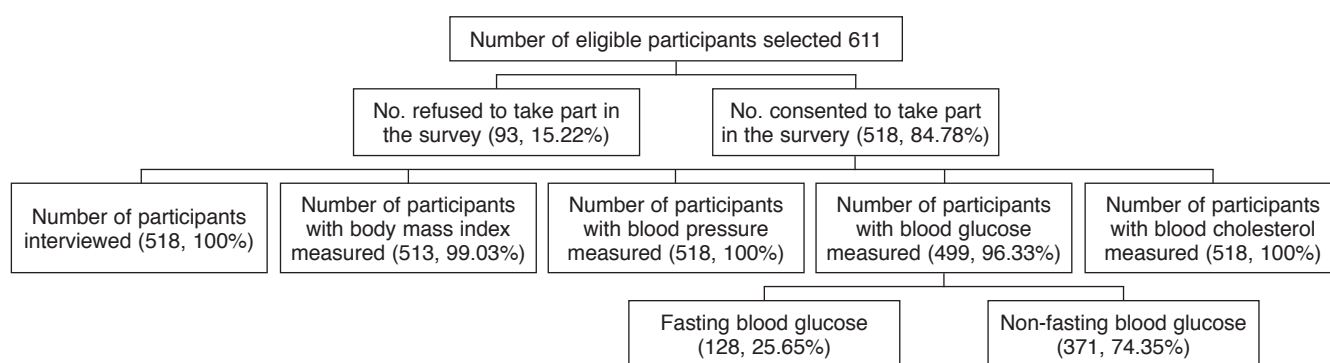 Number of eligible participants selected 611
No. refused to take part in
the survey (93, 15.22%)
No. consented to take part
in the survery (518, 84.78%)
Number of participants
interviewed (518, 100%)
Number of participants
with body mass index
measured (513, 99.03%)
Number of participants
with blood pressure
measured (518, 100%)
Number of participants
with blood glucose
measured (499, 96.33%)
Number of participants
with blood cholesterol
measured (518, 100%)
Fasting blood glucose
(128, 25.65%)
Non-fasting blood glucose
(371, 74.35%)